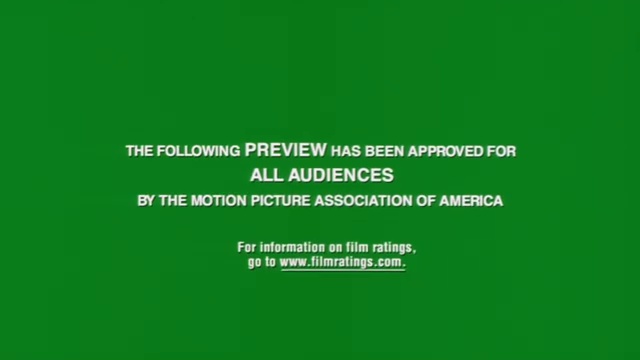 THE FOLLOWING PREVIEW HAS BEEN APPROVED FOR
ALL AUDIENCES
BY THE MOTION PICTURE ASSOCIATION OF AMERICA
For information on film ratings,
go to www.filmratings.com.